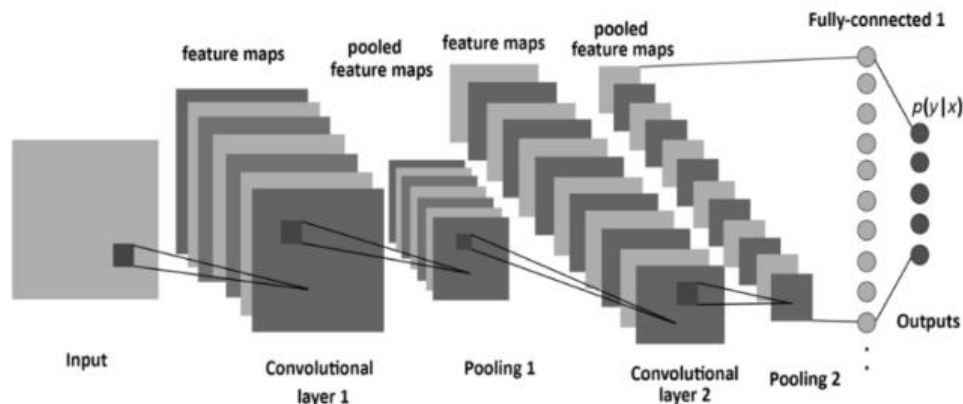 Fully-connected 1
feature maps
pooled
feature maps
feature maps
pooled
feature maps
p(y|x)
Outputs
Input
Convolutional
layer 1
Pooling 1
Convolutional
layer 2
Pooling 2